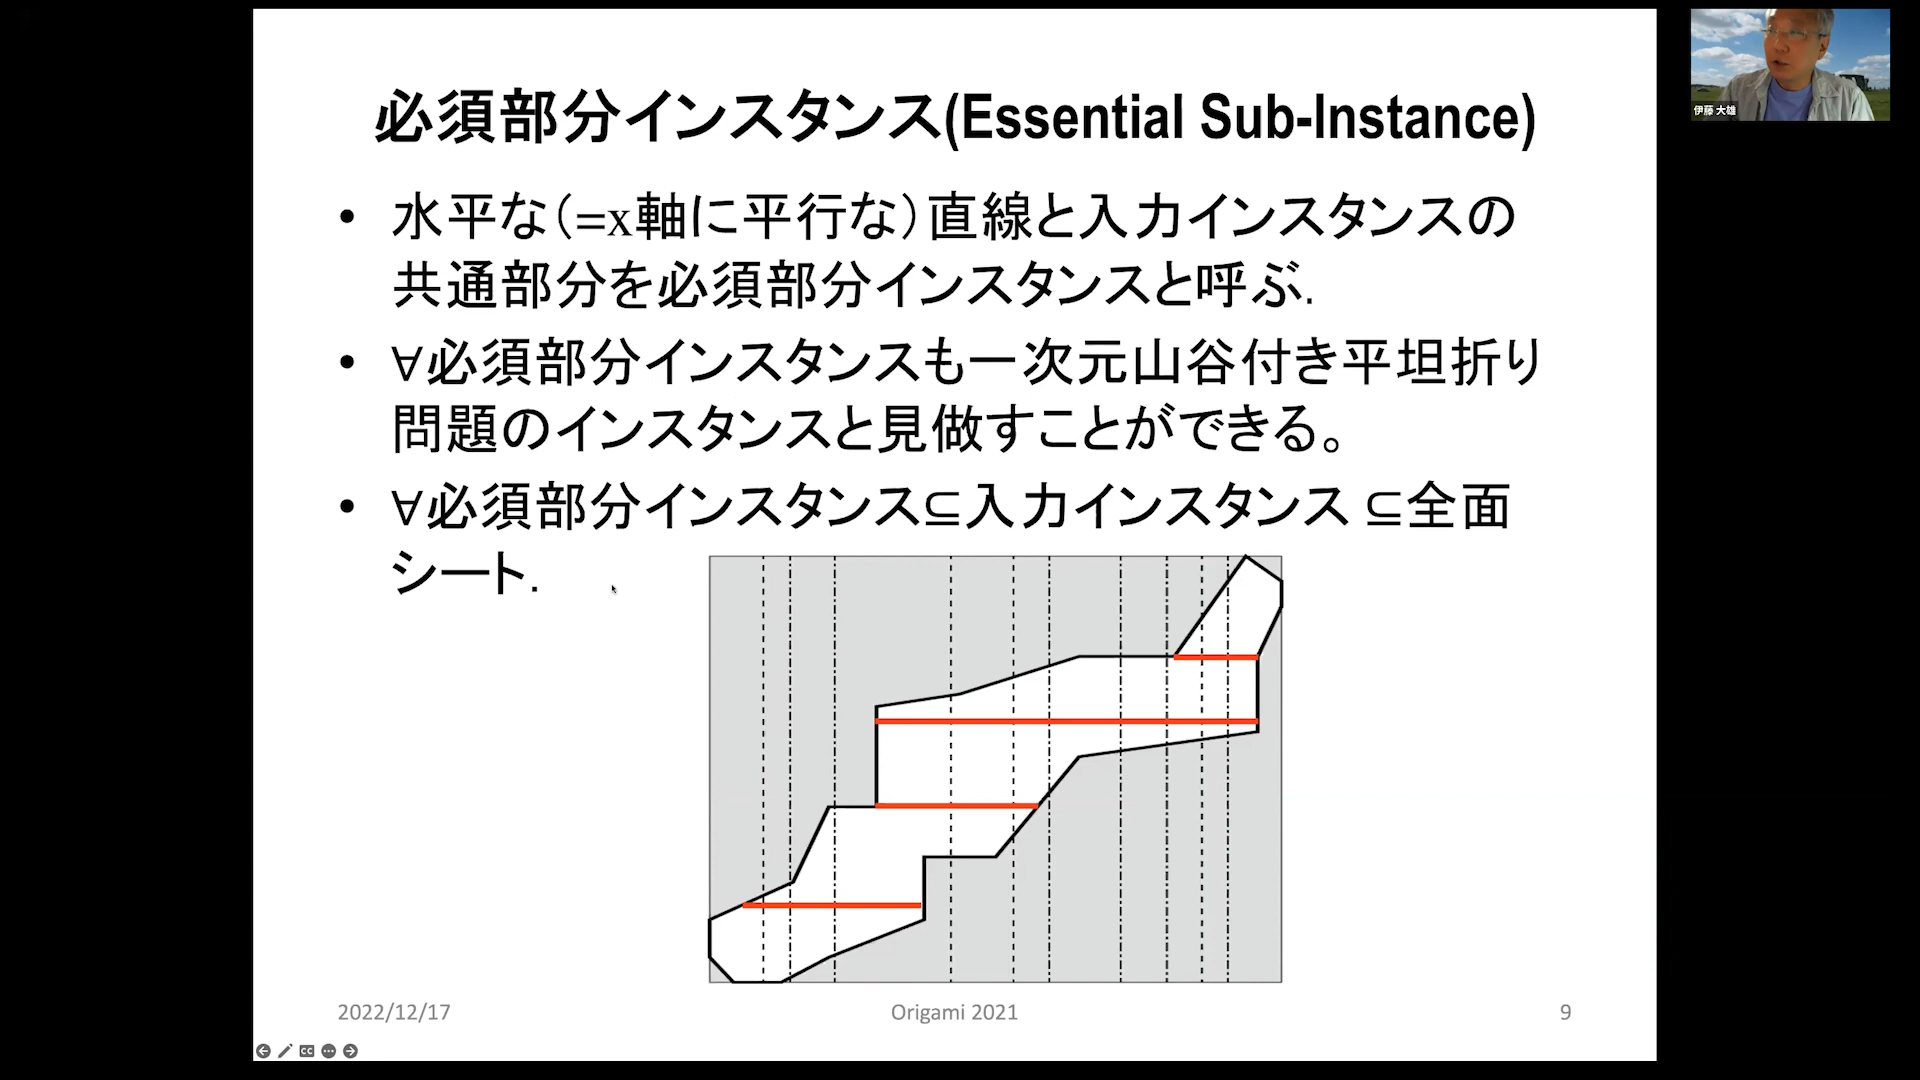 必須部分インスタンス(Essential Sub-Instance)
伊藤 大雄
• 水平な(=x軸に平行な)直線と入力インスタンスの
共通部分を必須部分インスタンスと呼ぶ.
• ∀必須部分インスタンスも一次元山谷付き平坦折り
問題のインスタンスと見做すことができる。
• ∀必須部分インスタンス⊆入力インスタンス ⊆全面
シート.
2022/12/17
Origami 2021
9
CC